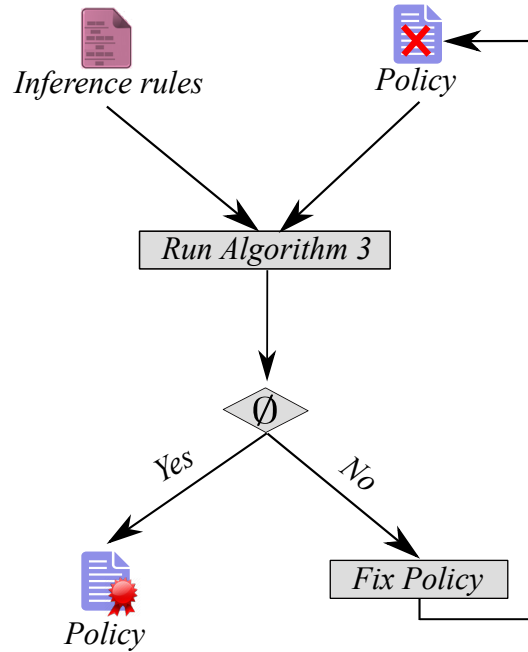 Inference rules
Policy
Run Algorithm 3
Ø
Yes
No
Fix Policy
Policy